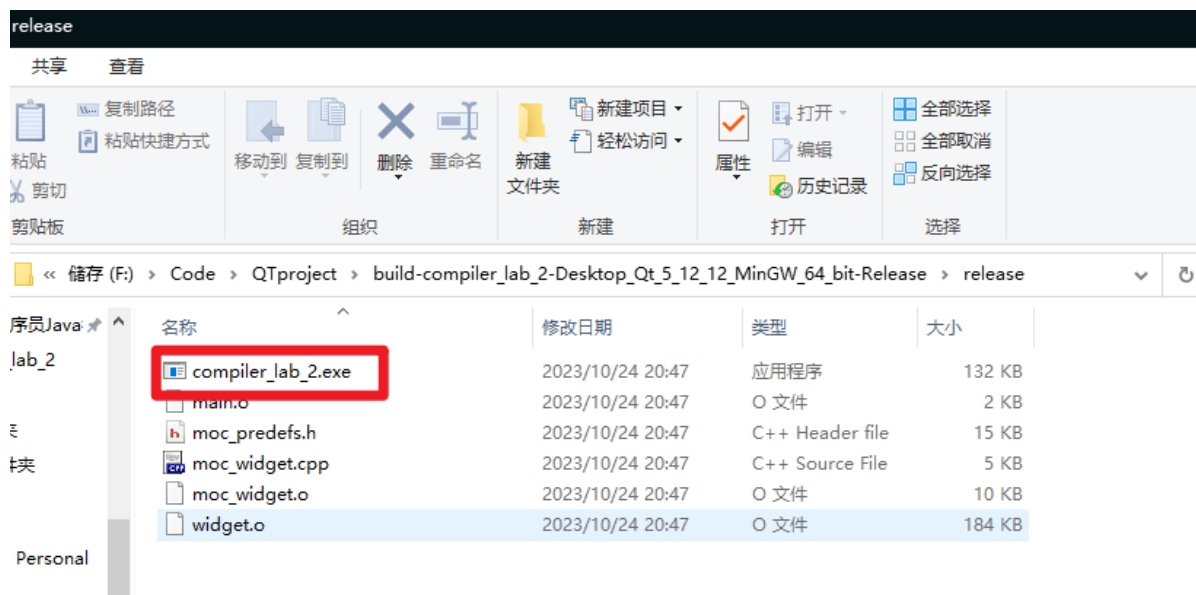 release
共享 查看
复制路径
粘贴快捷方式
粘贴
剪切
剪贴板
移动到 复制到
删除 重命名
组织
新建
文件夹
新建项目
轻松访问
新建
属性
打开
编辑
历史记录
打开
全部选择
全部取消
反向选择
选择
« 储存 (F:) › Code › QTproject › build-compiler_lab_2-Desktop_Qt_5_12_12_MinGW_64_bit-Release › release
序员Java
_lab_2
Personal
名称 修改日期 类型 大小
compiler_lab_2.exe 2023/10/24 20:47 应用程序 132 KB
main.o 2023/10/24 20:47 O 文件 2 KB
moc_predefs.h 2023/10/24 20:47 C++ Header file 15 KB
moc_widget.cpp 2023/10/24 20:47 C++ Source File 5 KB
moc_widget.o 2023/10/24 20:47 O 文件 10 KB
widget.o 2023/10/24 20:47 O 文件 184 KB